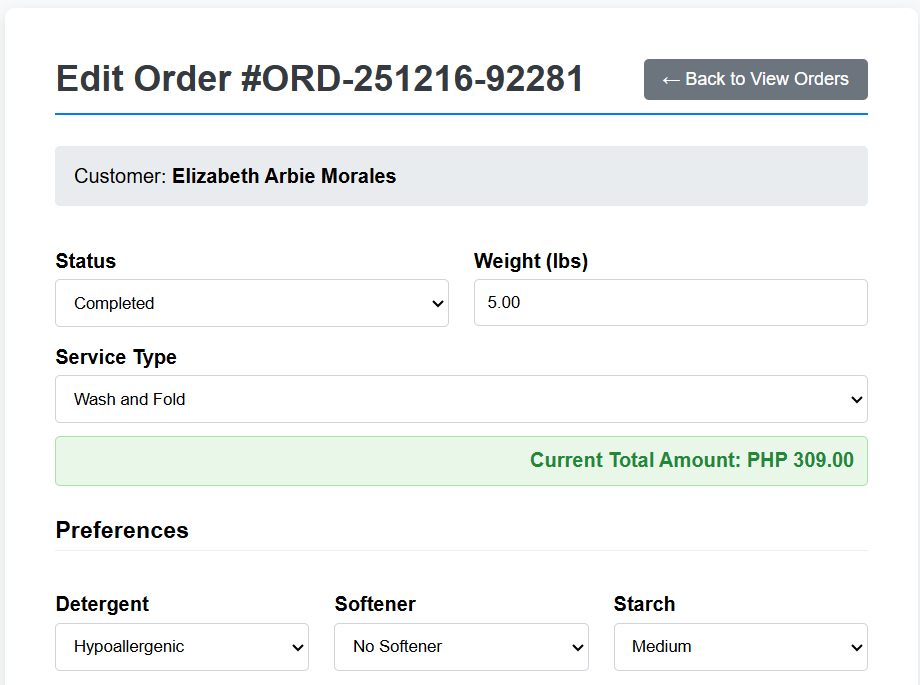 Edit Order #ORD-251216-92281
← Back to View Orders
Customer: Elizabeth Arbie Morales
Status
Weight (lbs)
Completed
5.00
Service Type
Wash and Fold
Current Total Amount: PHP 309.00
Preferences
Detergent
Softener
Starch
Hypoallergenic
No Softener
Medium